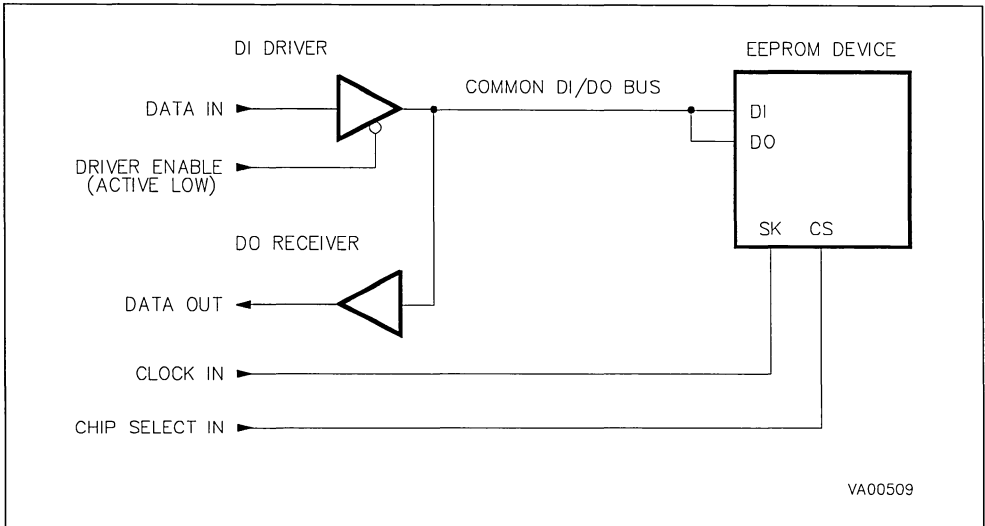 DI DRIVER
EEPROM DEVICE
DATA IN
COMMON DI/DO BUS
DI
DO
DRIVER ENABLE
(ACTIVE LOW)
SK CS
DO RECEIVER
DATA OUT
CLOCK IN
CHIP SELECT IN
VA00509